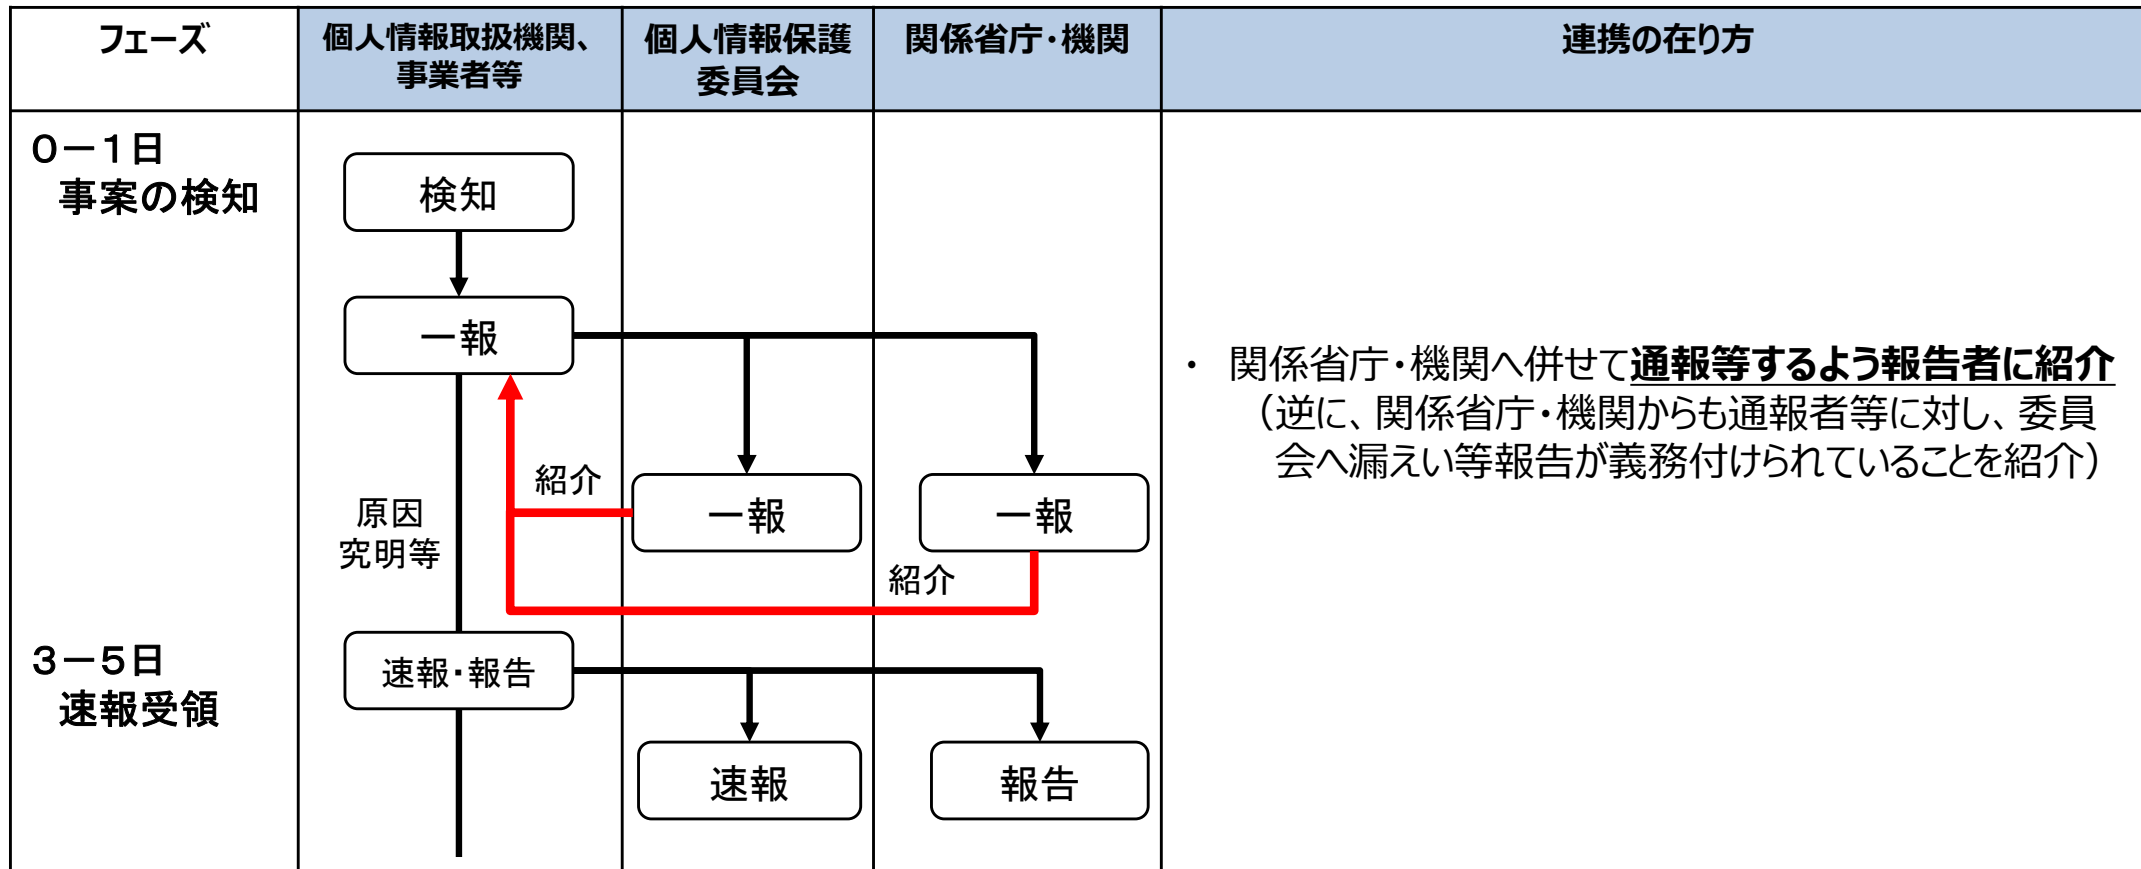 フェーズ
個人情報取扱機関、
事業者等
個人情報保護
委員会
関係省庁・機関
連携の在り方
０－１日
事案の検知
検知
一報
・ 関係省庁・機関へ併せて通報等するよう報告者に紹介
（逆に、関係省庁・機関からも通報者等に対し、委員
会へ漏えい等報告が義務付けられていることを紹介）
紹介
一報
一報
原因
究明等
紹介
３－５日
速報受領
速報・報告
速報
報告